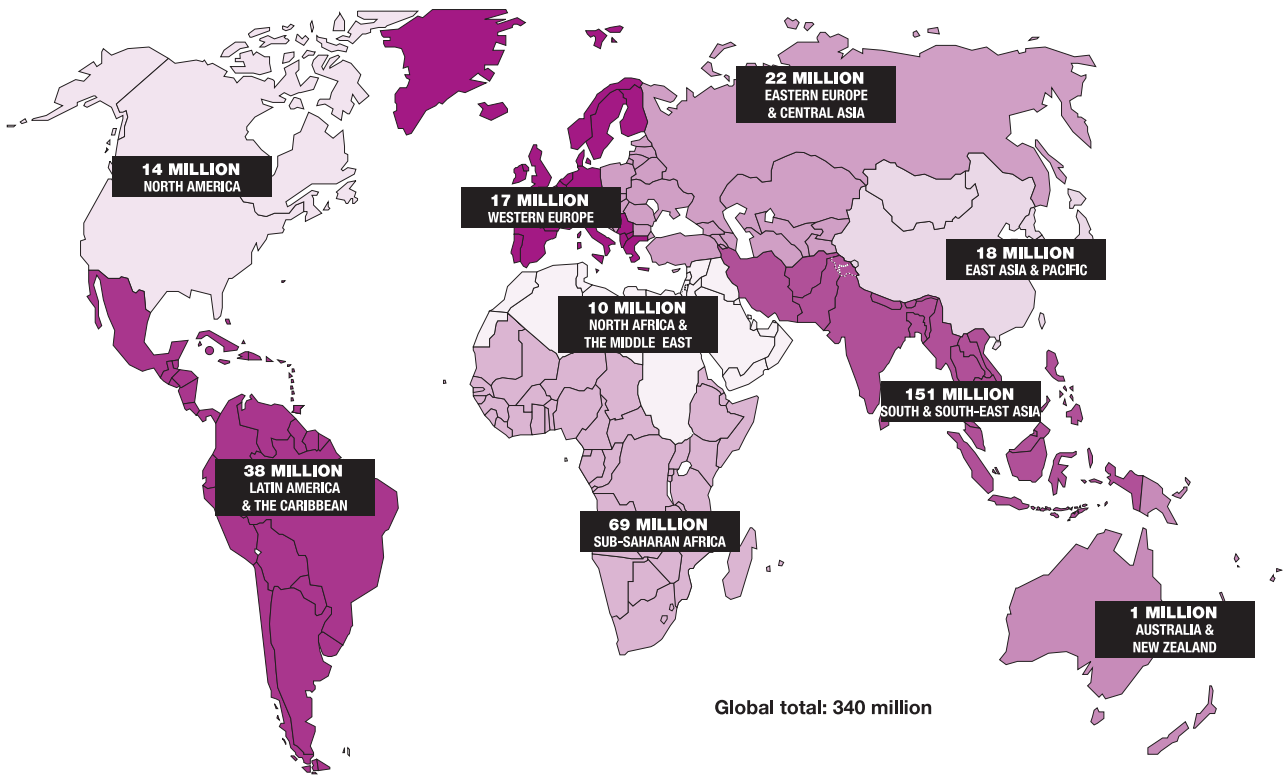 22 MILLION
EASTERN EUROPE
& CENTRAL ASIA
14 MILLION
NORTH AMERICA
17 MILLION
WESTERN EUROPE
18 MILLION
EAST ASIA & PACIFIC
10 MILLION
NORTH AFRICA &
THE MIDDLE EAST
151 MILLION
SOUTH & SOUTH-EAST ASIA
38 MILLION
LATIN AMERICA
& THE CARIBBEAN
69 MILLION
SUB-SAHARAN AFRICA
1 MILLION
AUSTRALIA &
NEW ZEALAND
Global total: 340 million